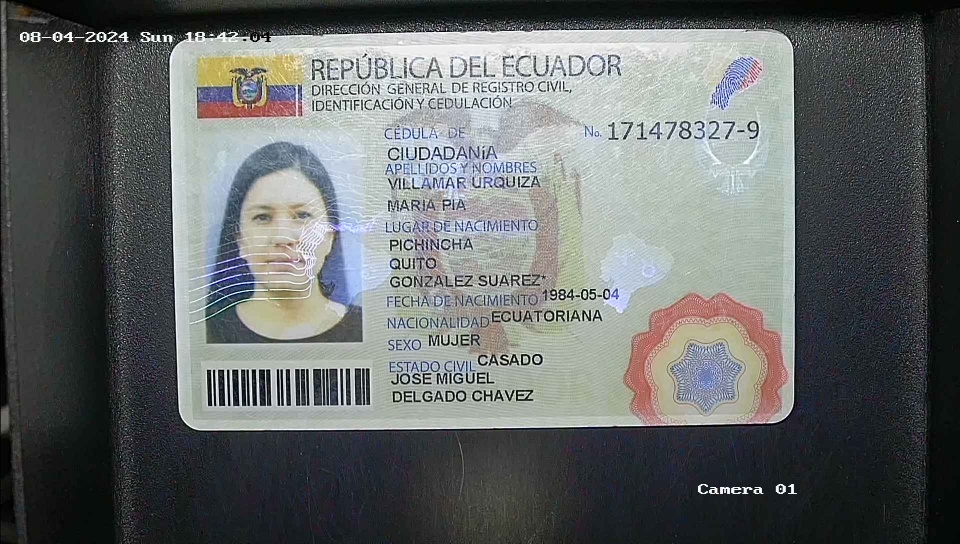 08-04-2024 Sun 18:42:04
REPÚBLICA DEL ECUADOR
DIRECCIÓN GENERAL DE REGISTRO CIVIL,
IDENTIFICACIÓN Y CEDULACIÓN
CÉDULA DE No. 171478327-9
CIUDADANíA
APELLIDOS Y NOMBRES
VILLAMAR URQUIZA
MARIA PIA
LUGAR DE NACIMIENTO
PICHINCHA
QUITO
GONZALEZ SUAREZ*
FECHA DE NACIMIENTO 1984-05-04
NACIONALIDAD ECUATORIANA
SEXO MUJER
ESTADO CIVIL CASADO
JOSE MIGUEL
DELGADO CHAVEZ
Camera 01